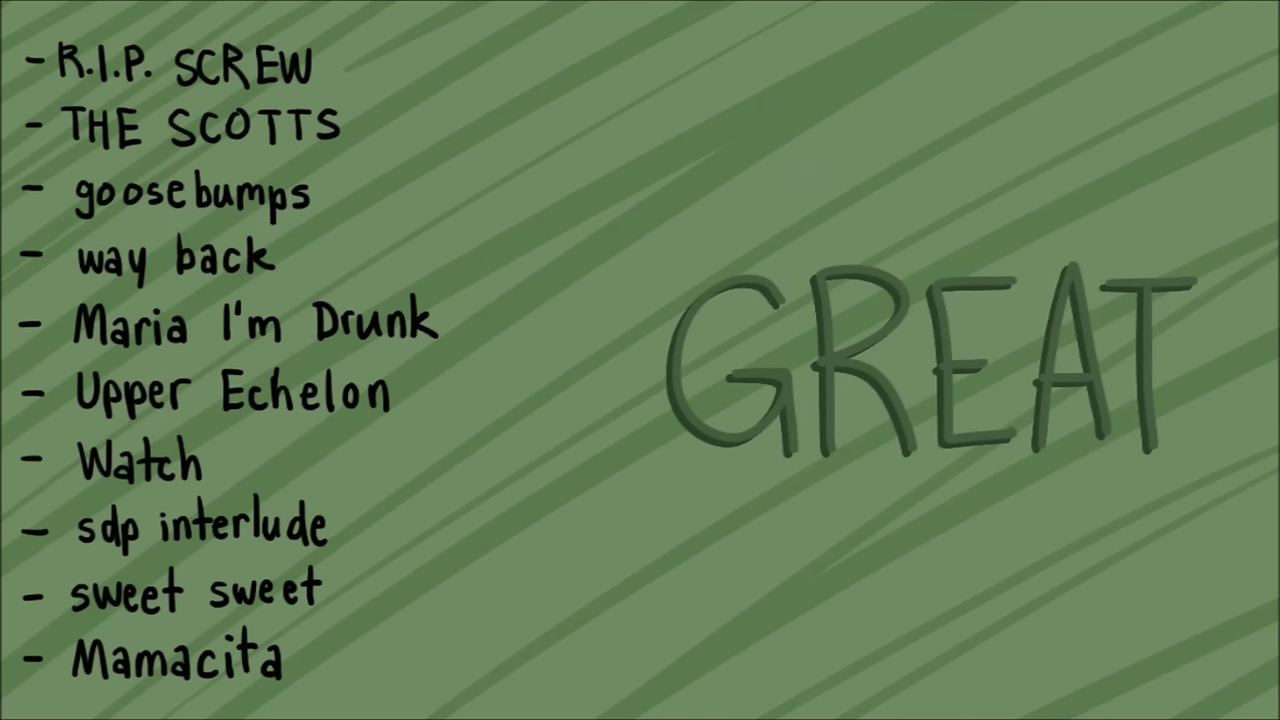 - R.I.P. SCREW
- THE SCOTTS
- goosebumps
- way back
- Maria I'm Drunk
- Upper Echelon
- Watch
- sdp interlude
- sweet sweet
- Mamacita
GREAT